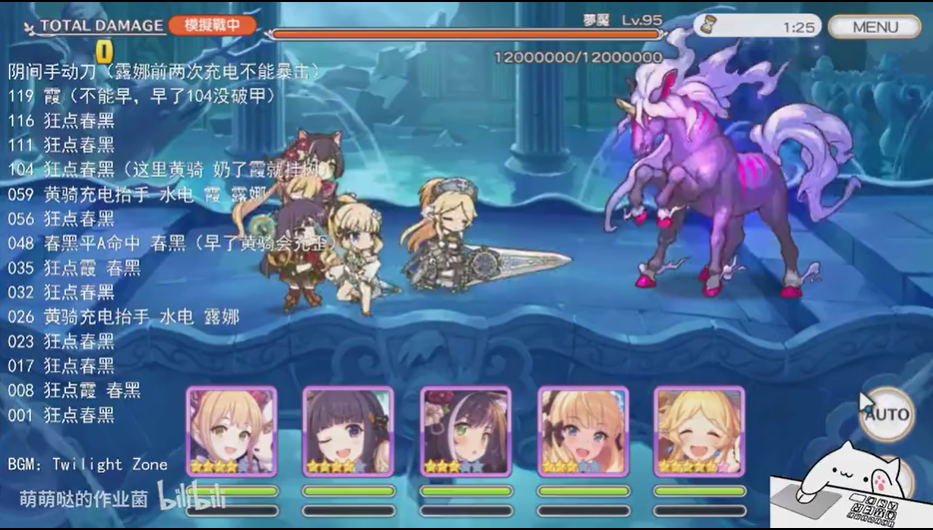 TOTAL DAMAGE 模擬戰中 夢魘 Lv.95 1:25 MENU
0
12000000/12000000
阴间手动刀（露娜前两次充电不能暴击）
119 霞（不能早，早了104没破甲）
116 狂点春黑
111 狂点春黑
104 狂点春黑（这里黄骑 奶了霞就挂树）
059 黄骑充电抬手 水电 霞 露娜
056 狂点春黑
048 春黑平A命中 春黑（早了黄骑会充歪）
035 狂点霞 春黑
032 狂点春黑
026 黄骑充电抬手 水电 露娜
023 狂点春黑
017 狂点春黑
008 狂点霞 春黑
001 狂点春黑
AUTO
BGM：Twilight Zone
萌萌哒的作业菌 bilibili